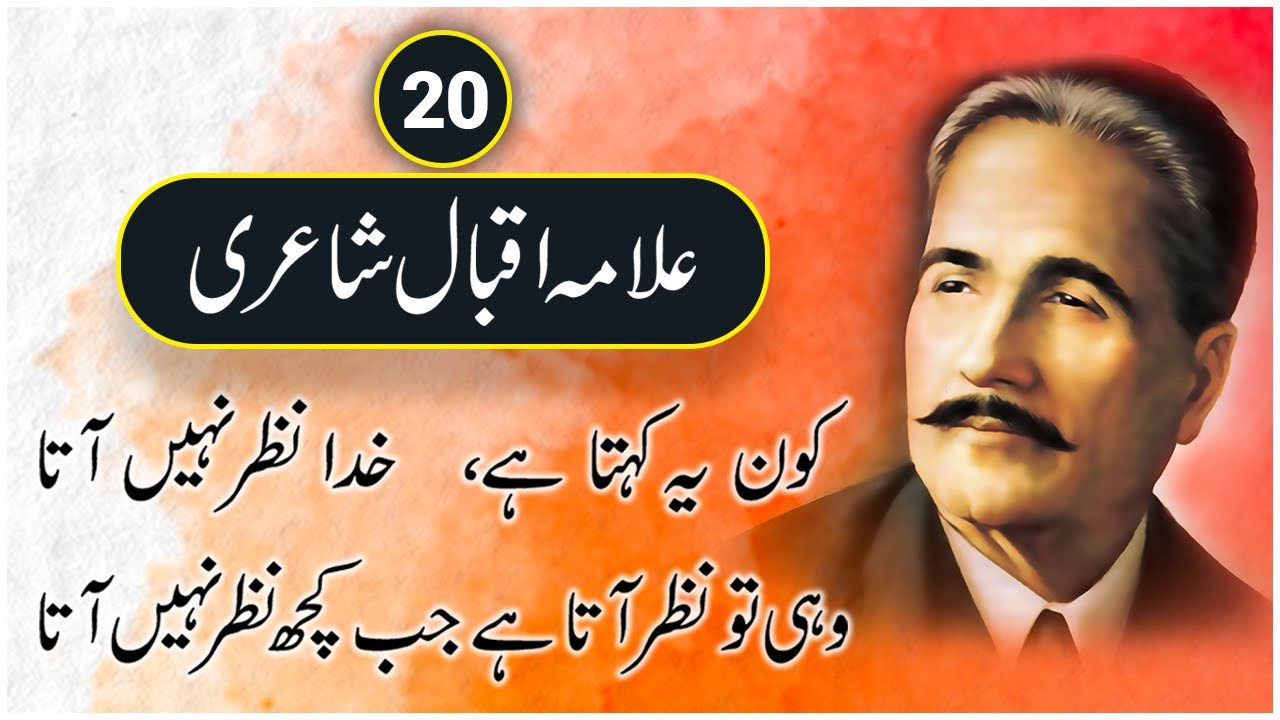 20
علامہ اقبال شاعری
کون یہ کہتا ہے، خدا نظر نہیں آتا
وہی تو نظر آتا ہے جب کچھ نظر نہیں آتا